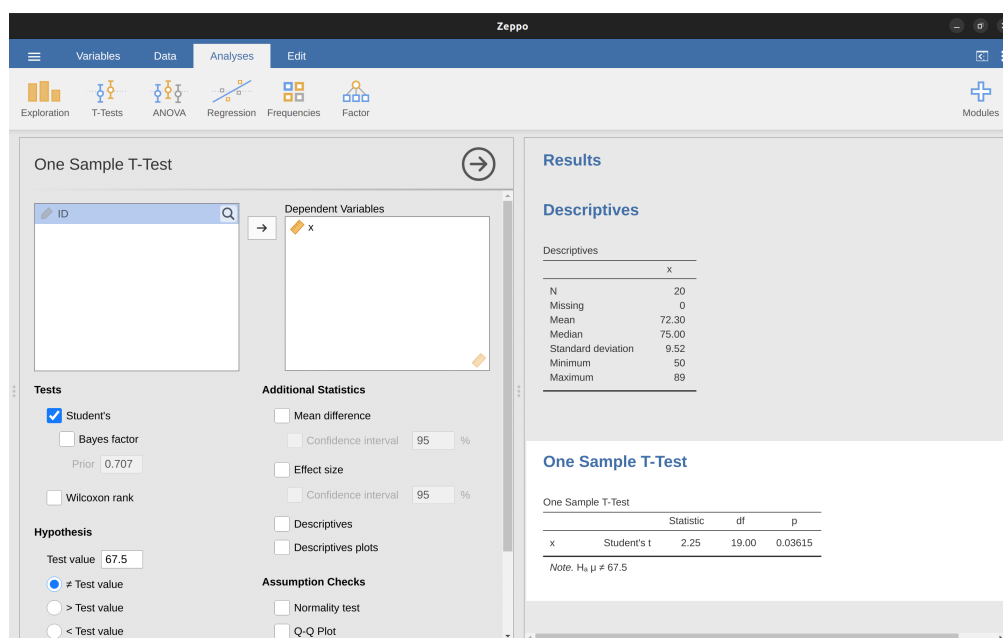 Zeppo
Variables Data Analyses Edit
Exploration T-Tests ANOVA Regression Frequencies Factor Modules
One Sample T-Test
ID
Dependent Variables
x
Tests
Student's
Bayes factor
Prior 0.707
Wilcoxon rank
Hypothesis
Test value 67.5
≠ Test value
> Test value
< Test value
Additional Statistics
Mean difference
Confidence interval 95 %
Effect size
Confidence interval 95 %
Descriptives
Descriptives plots
Assumption Checks
Normality test
Q-Q Plot
Results
Descriptives
Descriptives
x
N 20
Missing 0
Mean 72.30
Median 75.00
Standard deviation 9.52
Minimum 50
Maximum 89
One Sample T-Test
One Sample T-Test
Statistic df p
x Student's t 2.25 19.00 0.03615
Note. Hₐ μ ≠ 67.5